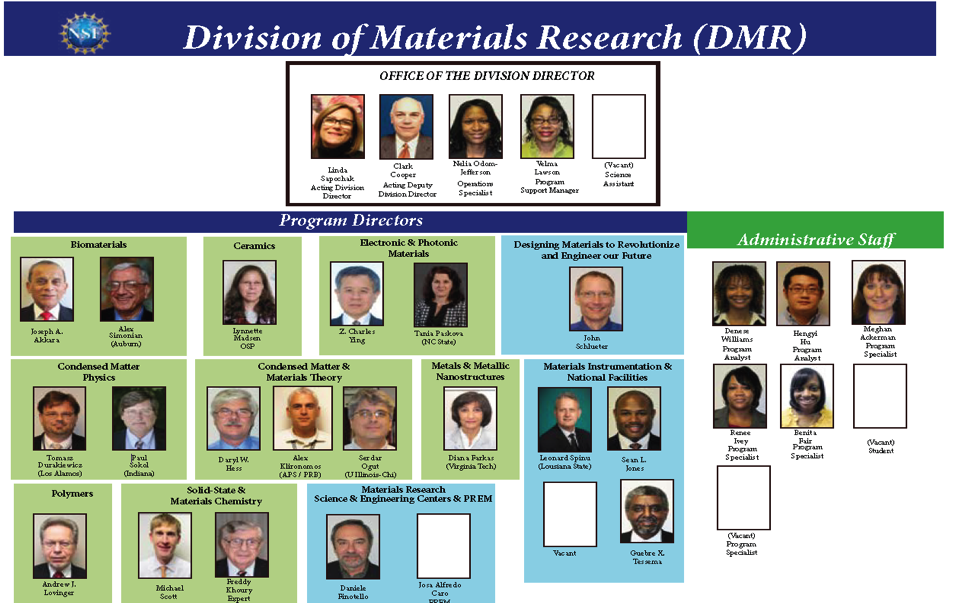 NSF
Division of Materials Research (DMR)
OFFICE OF THE DIVISION DIRECTOR
Linda
Sapochak
Acting Division
Director
Clark
Cooper
Acting Deputy
Division Director
Nelia Odom-
Jefferson
Operations
Specialist
Velma
Lawson
Program
Support Manager
(Vacant)
Science
Assistant
Program Directors
Administrative Staff
Biomaterials
Joseph A.
Akkara
Alex
Simonian
(Auburn)
Ceramics
Lynnette
Madsen
OSP
Electronic & Photonic
Materials
Z. Charles
Ying
Tania Paskova
(NC State)
Designing Materials to Revolutionize
and Engineer our Future
John
Schlueter
Denese
Williams
Program
Analyst
Hengyi
Hu
Program
Analyst
Meghan
Ackerman
Program
Specialist
Condensed Matter
Physics
Tomasz
Durakiewicz
(Los Alamos)
Paul
Sokol
(Indiana)
Condensed Matter &
Materials Theory
Daryl W.
Hess
Alex
Klironomos
(APS / PRB)
Serdar
Ogut
(U Illinois-Chi)
Metals & Metallic
Nanostructures
Diana Farkas
(Virginia Tech)
Materials Instrumentation &
National Facilities
Leonard Spinu
(Lousiana State)
Sean L.
Jones
Vacant
Guebre X.
Tessema
Renee
Ivey
Program
Specialist
Benita
Fair
Program
Specialist
(Vacant)
Student
(Vacant)
Program
Specialist
Polymers
Andrew J.
Lovinger
Solid-State &
Materials Chemistry
Michael
Scott
Freddy
Khoury
Expert
Materials Research
Science & Engineering Centers & PREM
Daniele
Finotello
Jose Alfredo
Caro
PREM